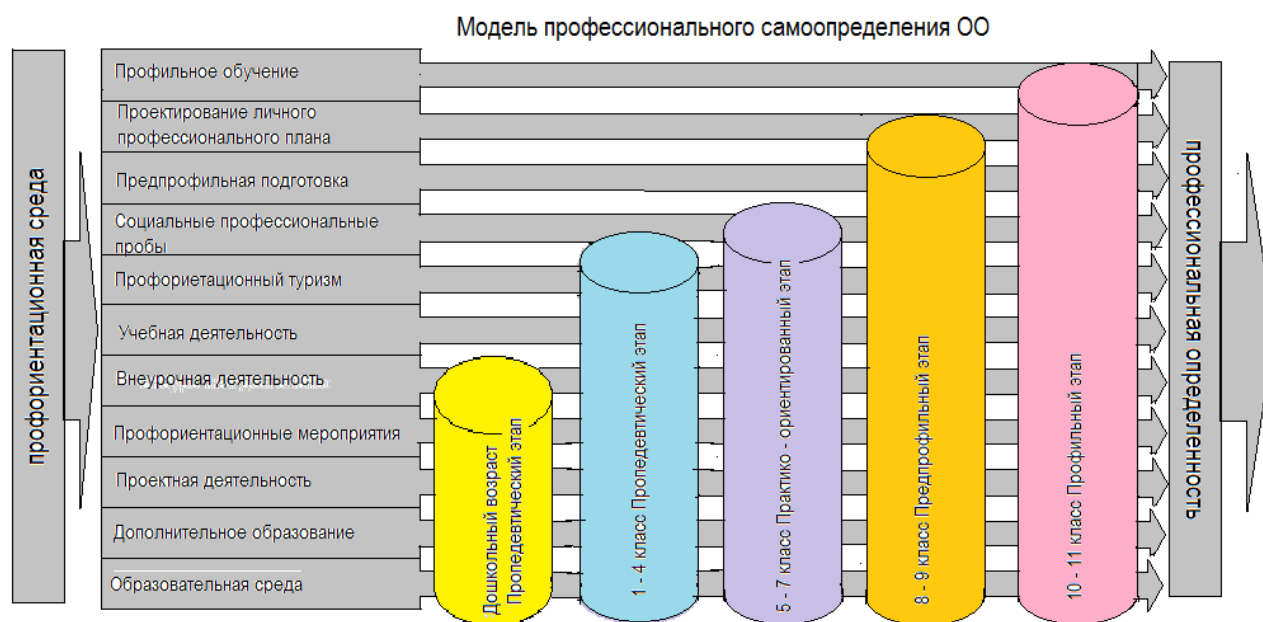 Модель профессионального самоопределения ОО
профориентационная среда
Профильное обучение
Проектирование личного
профессионального плана
Предпрофильная подготовка
Социальные профессиональные
пробы
Профориетационный туризм
Учебная деятельность
Внеурочная деятельность
Профориентационные мероприятия
Проектная деятельность
Дополнительное образование
Образовательная среда
Дошкольный возраст
Пропедевтический этап
1 - 4 класс Пропедевтический этап
5 - 7 класс Практико - ориентированный этап
8 - 9 класс Предпрофильный этап
10 - 11 класс Профильный этап
профессиональная определенность